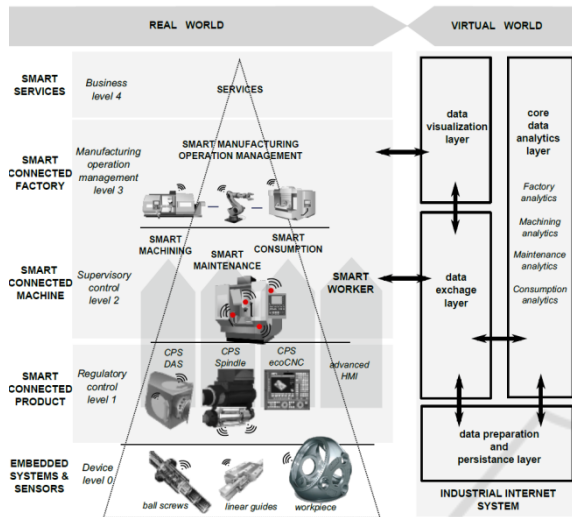 REAL WORLD
VIRTUAL WORLD
SMART
SERVICES
Business
level 4
SERVICES
SMART
CONNECTED
FACTORY
Manufacturing
operation
management
level 3
SMART MANUFACTURING
OPERATION MANAGEMENT
SMART
CONNECTED
MACHINE
Supervisory
control
level 2
SMART
MACHINING
SMART
MAINTENANCE
SMART
CONSUMPTION
SMART
WORKER
SMART
CONNECTED
PRODUCT
Regulatory
control
level 1
CPS
DAS
CPS
Spindle
CPS
ecoCNC
advanced
HMI
EMBEDDED
SYSTEMS &
SENSORS
Device
level 0
ball screws
linear guides
workpiece
data
visualization
layer
core
data
analytics
layer
Factory
analytics
Machining
analytics
Maintenance
analytics
Consumption
analytics
data
exchage
layer
data preparation
and
persistance layer
INDUSTRIAL INTERNET
SYSTEM